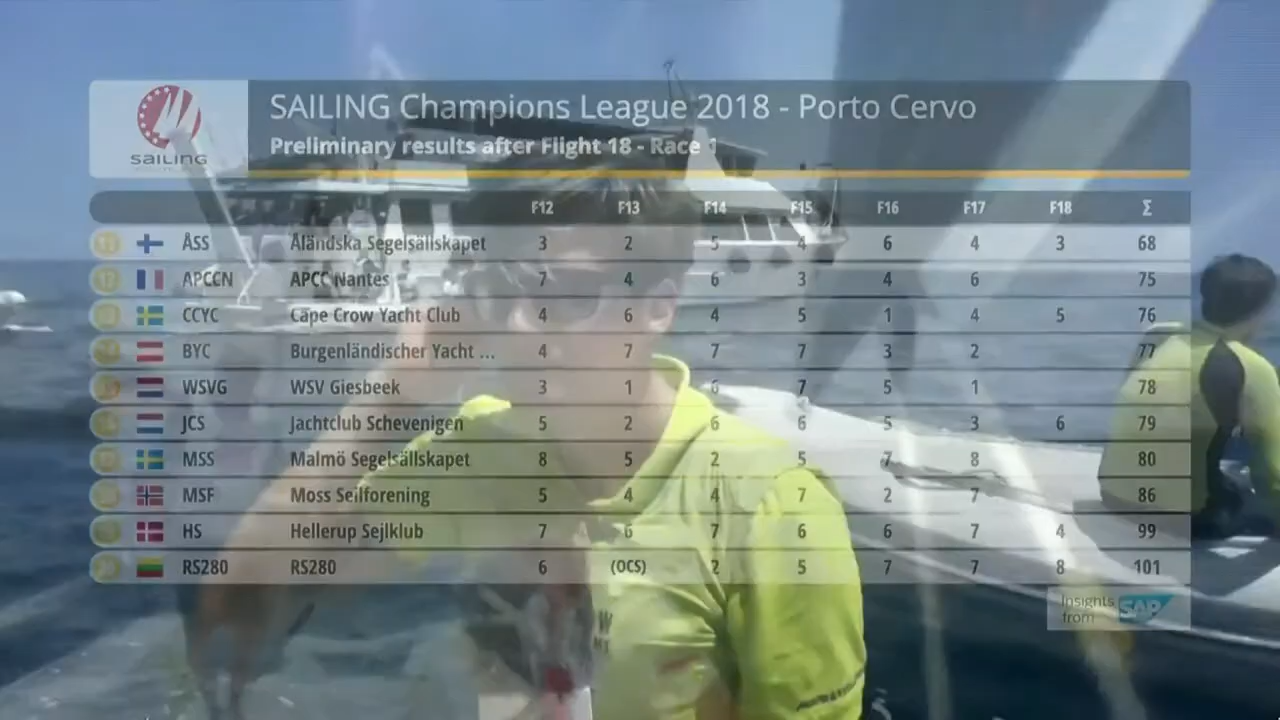 SAILING Champions League 2018 - Porto Cervo
Preliminary results after Flight 18 - Race 1
SAILING
F12 F13 F14 F15 F16 F17 F18 Σ
ÅSS Åländska Segelsällskapet 3 2 5 4 6 4 3 68
APCCN APCC Nantes 7 4 6 3 4 6 75
CCYC Cape Crow Yacht Club 4 6 4 5 1 4 5 76
BYC Burgenländischer Yacht ... 4 7 7 7 3 2 77
WSVG WSV Giesbeek 3 1 6 7 5 1 78
JCS Jachtclub Schevenigen 5 2 6 6 5 3 6 79
MSS Malmö Segelsällskapet 8 5 2 5 7 8 80
MSF Moss Seilforening 5 4 4 7 2 7 86
HS Hellerup Sejlklub 7 6 7 6 6 7 4 99
RS280 RS280 6 (OCS) 2 5 7 7 8 101
Insights
from SAP